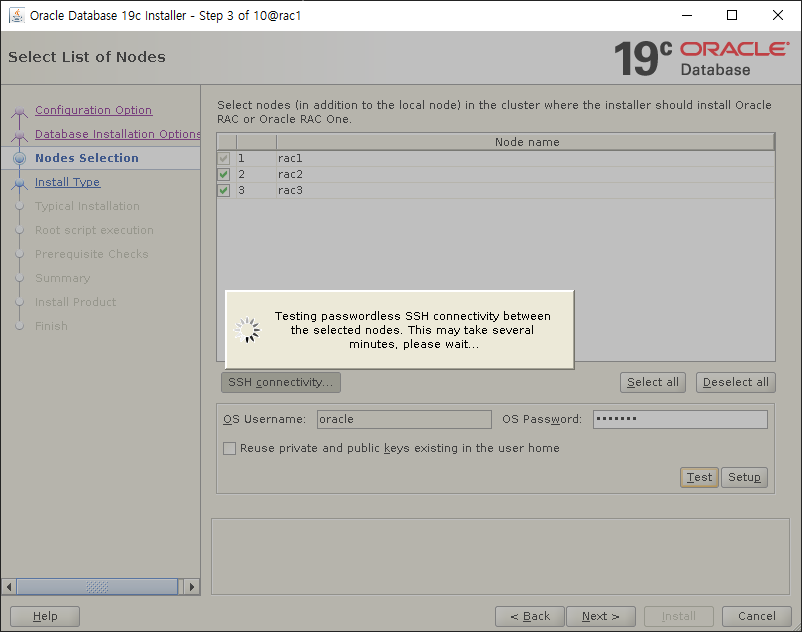 Oracle Database 19c Installer - Step 3 of 10@rac1
Select List of Nodes
19c ORACLE
Database
Configuration Option
Database Installation Options
Nodes Selection
Install Type
Typical Installation
Root script execution
Prerequisite Checks
Summary
Install Product
Finish
Select nodes (in addition to the local node) in the cluster where the installer should install Oracle
RAC or Oracle RAC One.
Node name
1 rac1
2 rac2
3 rac3
Testing passwordless SSH connectivity between
the selected nodes. This may take several
minutes, please wait...
SSH connectivity... Select all Deselect all
OS Username: oracle OS Password: •••••••
Reuse private and public keys existing in the user home
Test Setup
Help < Back Next > Install Cancel